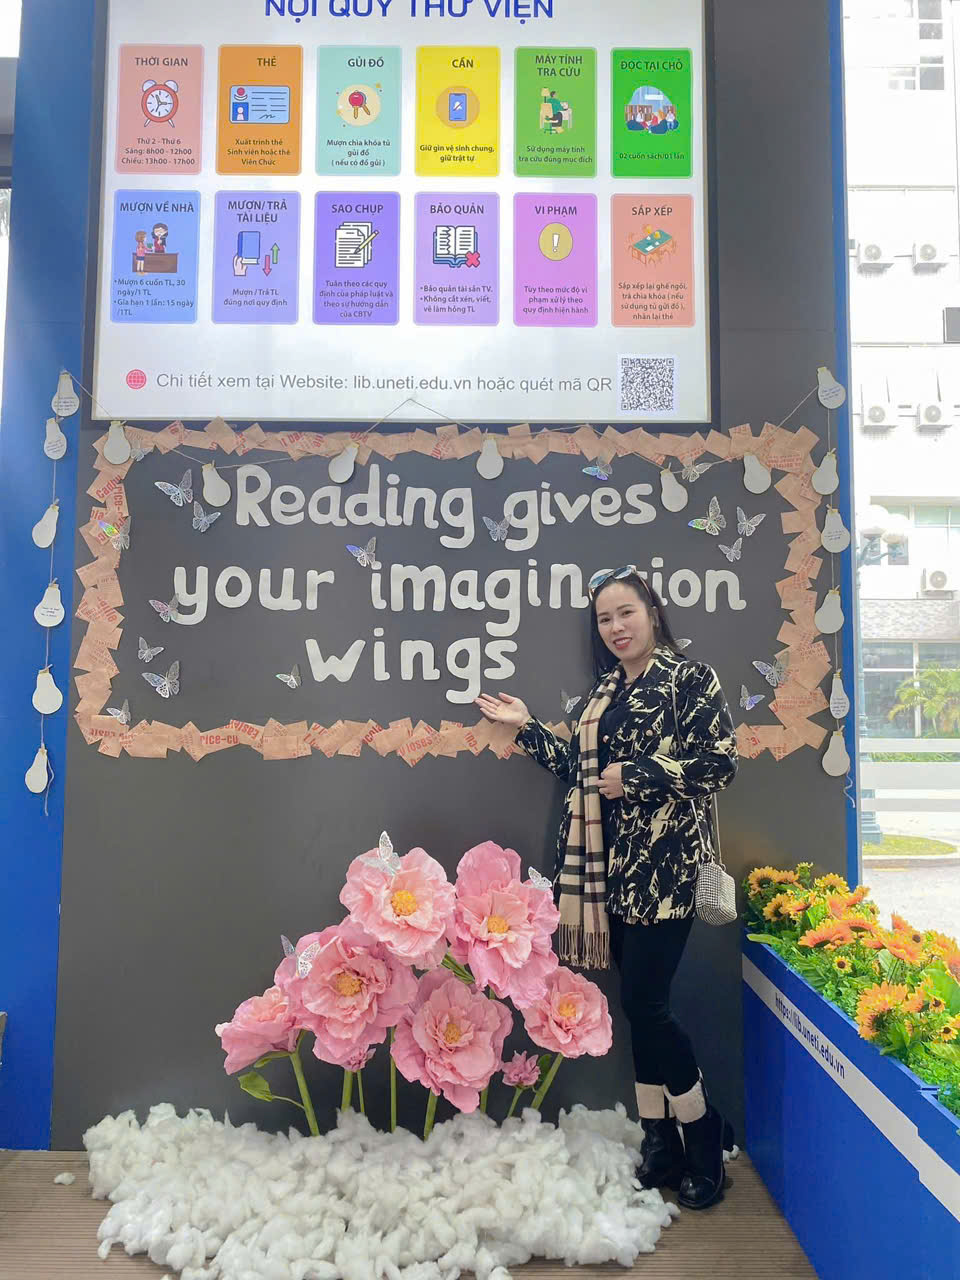 NỘI QUY THƯ VIỆN
THỜI GIAN
Thứ 2 - Thứ 6
Sáng: 8h00 - 12h00
Chiều: 13h00 - 17h00
THẺ
Xuất trình thẻ
Sinh viên hoặc thẻ
Viên Chức
GỬI ĐỒ
Mượn chìa khóa tủ
gửi đồ
( nếu có đồ gửi )
CẦN
Giữ gìn vệ sinh chung,
giữ trật tự
MÁY TÍNH
TRA CỨU
Sử dụng máy tính
tra cứu đúng mục đích
ĐỌC TẠI CHỖ
02 cuốn sách/01 lần
MƯỢN VỀ NHÀ
• Mượn 6 cuốn TL, 30
ngày/1 TL
• Gia hạn 1 lần: 15 ngày
/1TL
MƯỢN/ TRẢ
TÀI LIỆU
Mượn / Trả TL
đúng nơi quy định
SAO CHỤP
Tuân theo các quy
định của pháp luật và
theo sự hướng dẫn
của CBTV
BẢO QUẢN
• Bảo quản tài sản TV.
• Không cắt xén, viết,
vẽ làm hỏng TL
VI PHẠM
Tùy theo mức độ vi
phạm xử lý theo
quy định hiện hành
SẮP XẾP
Sắp xếp lại ghế ngồi,
trả chìa khóa ( nếu
sử dụng tủ gửi đồ ),
nhận lại thẻ
Chi tiết xem tại Website: lib.uneti.edu.vn hoặc quét mã QR
Reading gives
your imagination
wings
https://lib.uneti.edu.vn